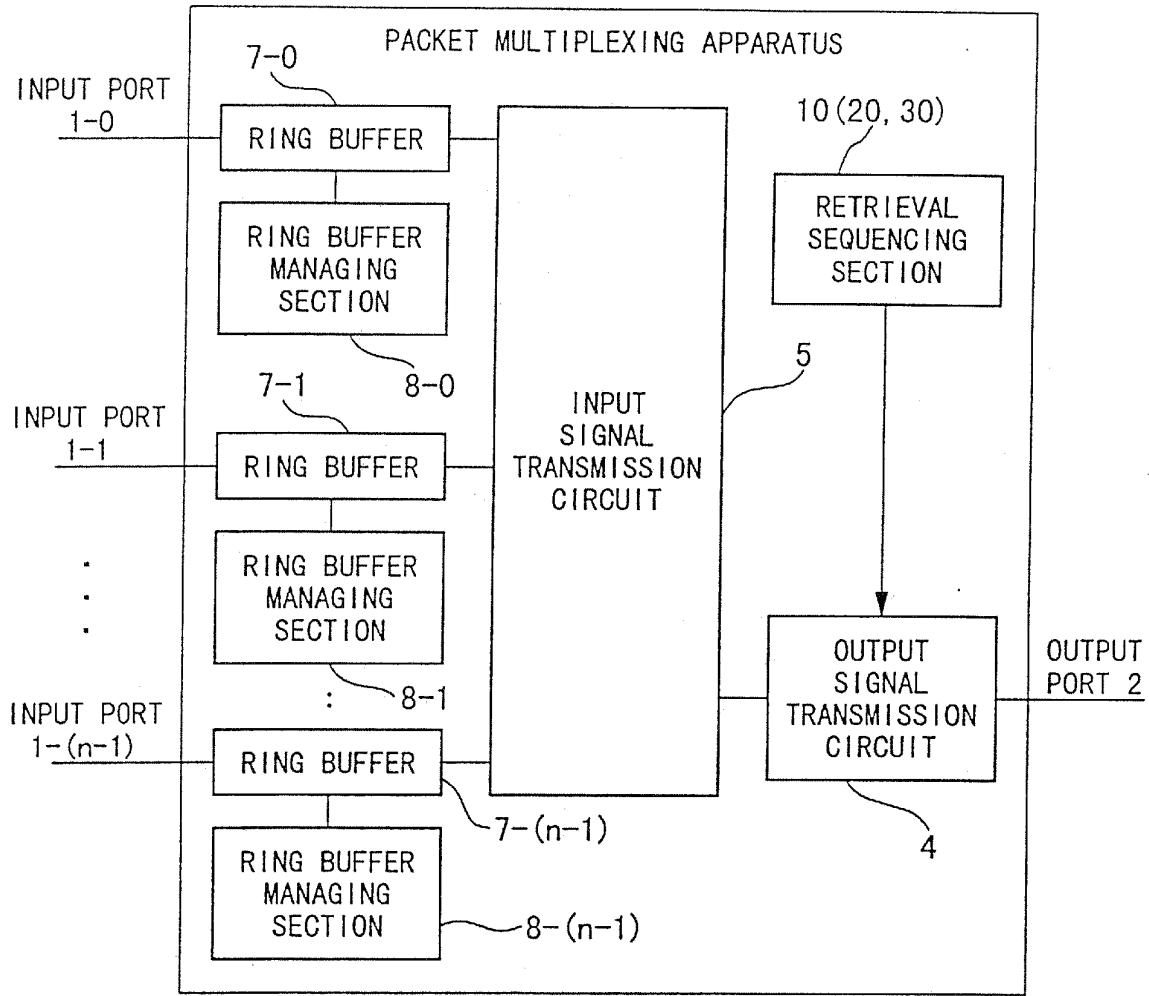 PACKET MULTIPLEXING APPARATUS
7-0
INPUT PORT
1-0
RING BUFFER
10(20, 30)
RING BUFFER
MANAGING
SECTION
RETRIEVAL
SEQUENCING
SECTION
8-0
5
7-1
INPUT PORT
1-1
RING BUFFER
INPUT
SIGNAL
TRANSMISSION
CIRCUIT
RING BUFFER
MANAGING
SECTION
8-1
OUTPUT
SIGNAL
TRANSMISSION
CIRCUIT
OUTPUT
PORT 2
INPUT PORT
1-(n-1)
RING BUFFER
7-(n-1)
4
RING BUFFER
MANAGING
SECTION
8-(n-1)